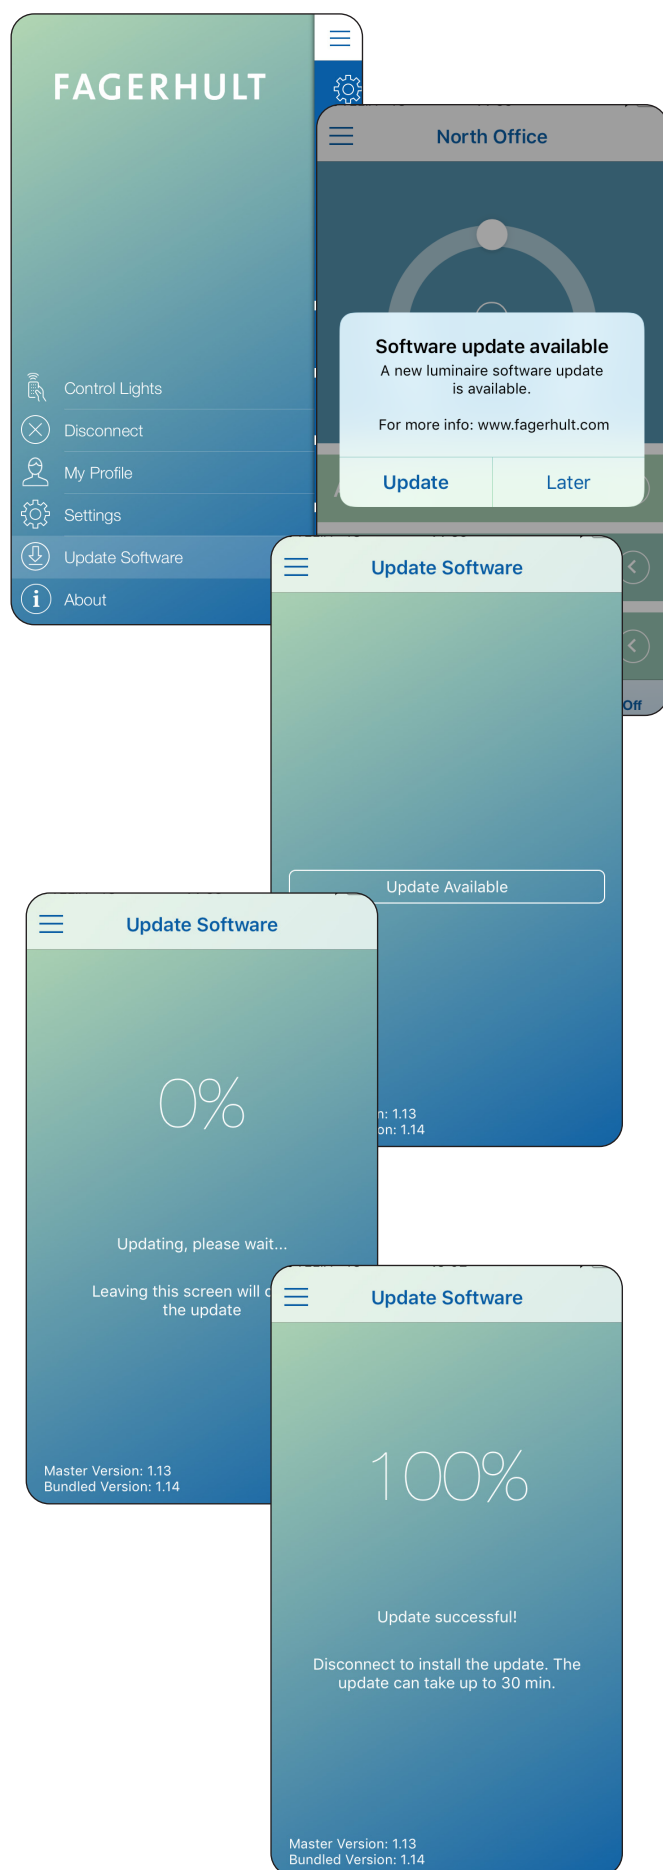 FAGERHULT
Control Lights
Disconnect
My Profile
Settings
Update Software
About
North Office
Software update available
A new luminaire software update
is available.
For more info: www.fagerhult.com
Update
Later
Off
Update Software
Update Available
n: 1.13
on: 1.14
Update Software
0%
Updating, please wait...
Leaving this screen will
the update
Master Version: 1.13
Bundled Version: 1.14
Update Software
100%
Update successful!
Disconnect to install the update. The
update can take up to 30 min.
Master Version: 1.13
Bundled Version: 1.14